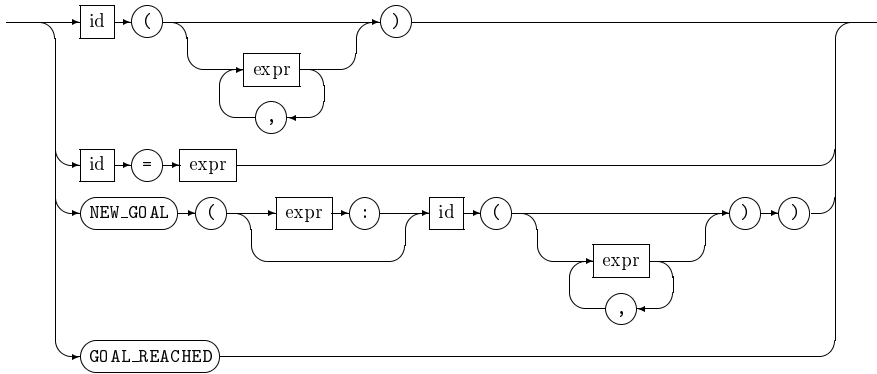 id ( )
expr
,
id = expr
NEW_GOAL ( expr : id ( ) )
expr
,
GOAL_REACHED